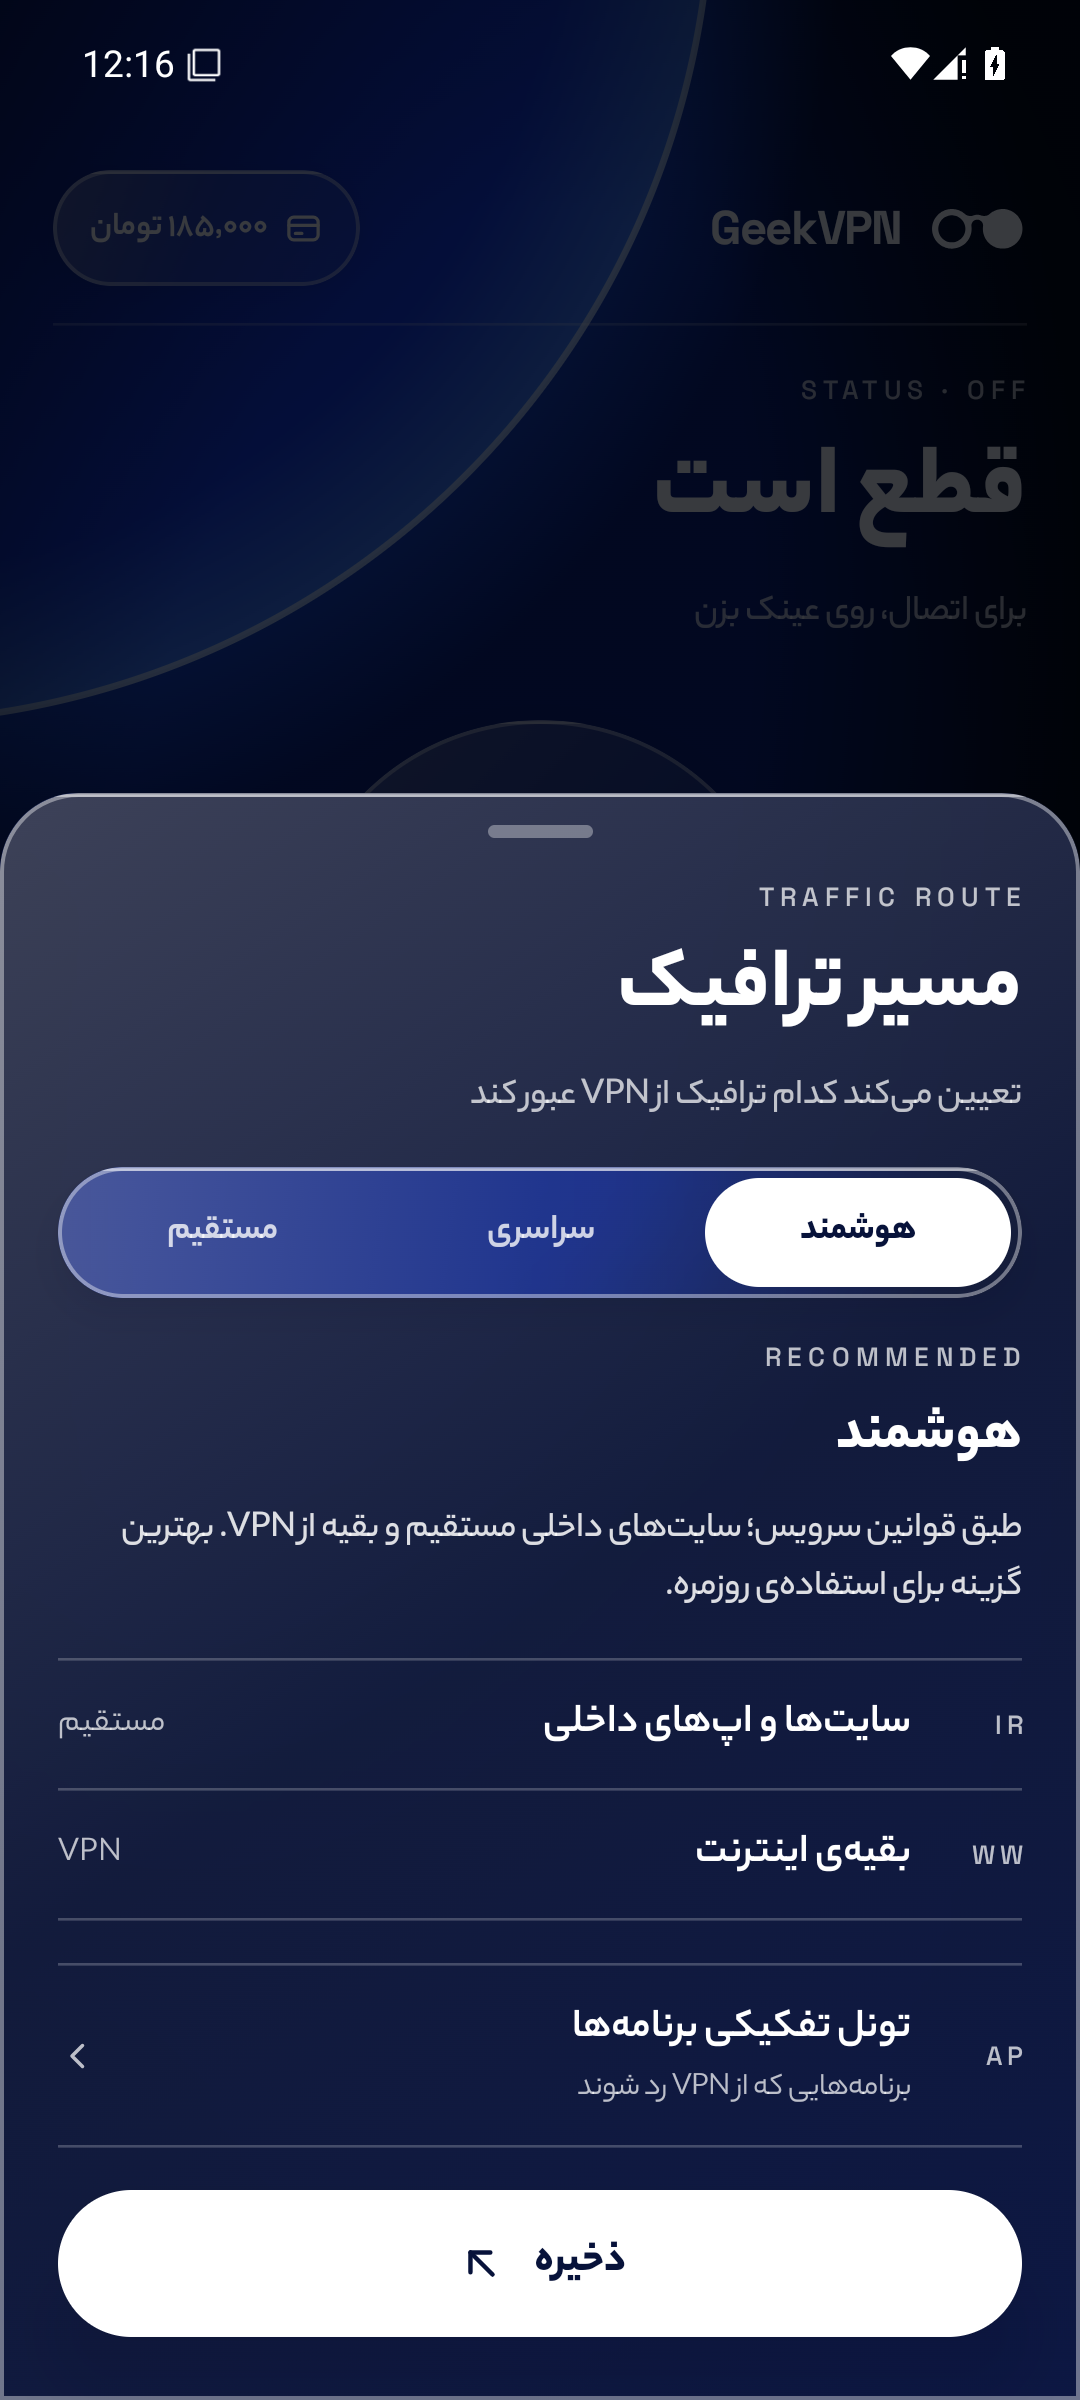 12:16
GeekVPN
۱۸۵,۰۰۰ تومان
STATUS · OFF
قطع است
برای اتصال، روی عینک بزن
TRAFFIC ROUTE
مسیر ترافیک
تعیین می‌کند کدام ترافیک از VPN عبور کند
هوشمند
سراسری
مستقیم
RECOMMENDED
هوشمند
طبق قوانین سرویس؛ سایت‌های داخلی مستقیم و بقیه از VPN. بهترین
گزینه برای استفاده‌ی روزمره.
IR
سایت‌ها و اپ‌های داخلی
مستقیم
WW
بقیه‌ی اینترنت
VPN
AP
تونل تفکیکی برنامه‌ها
برنامه‌هایی که از VPN رد شوند
ذخیره